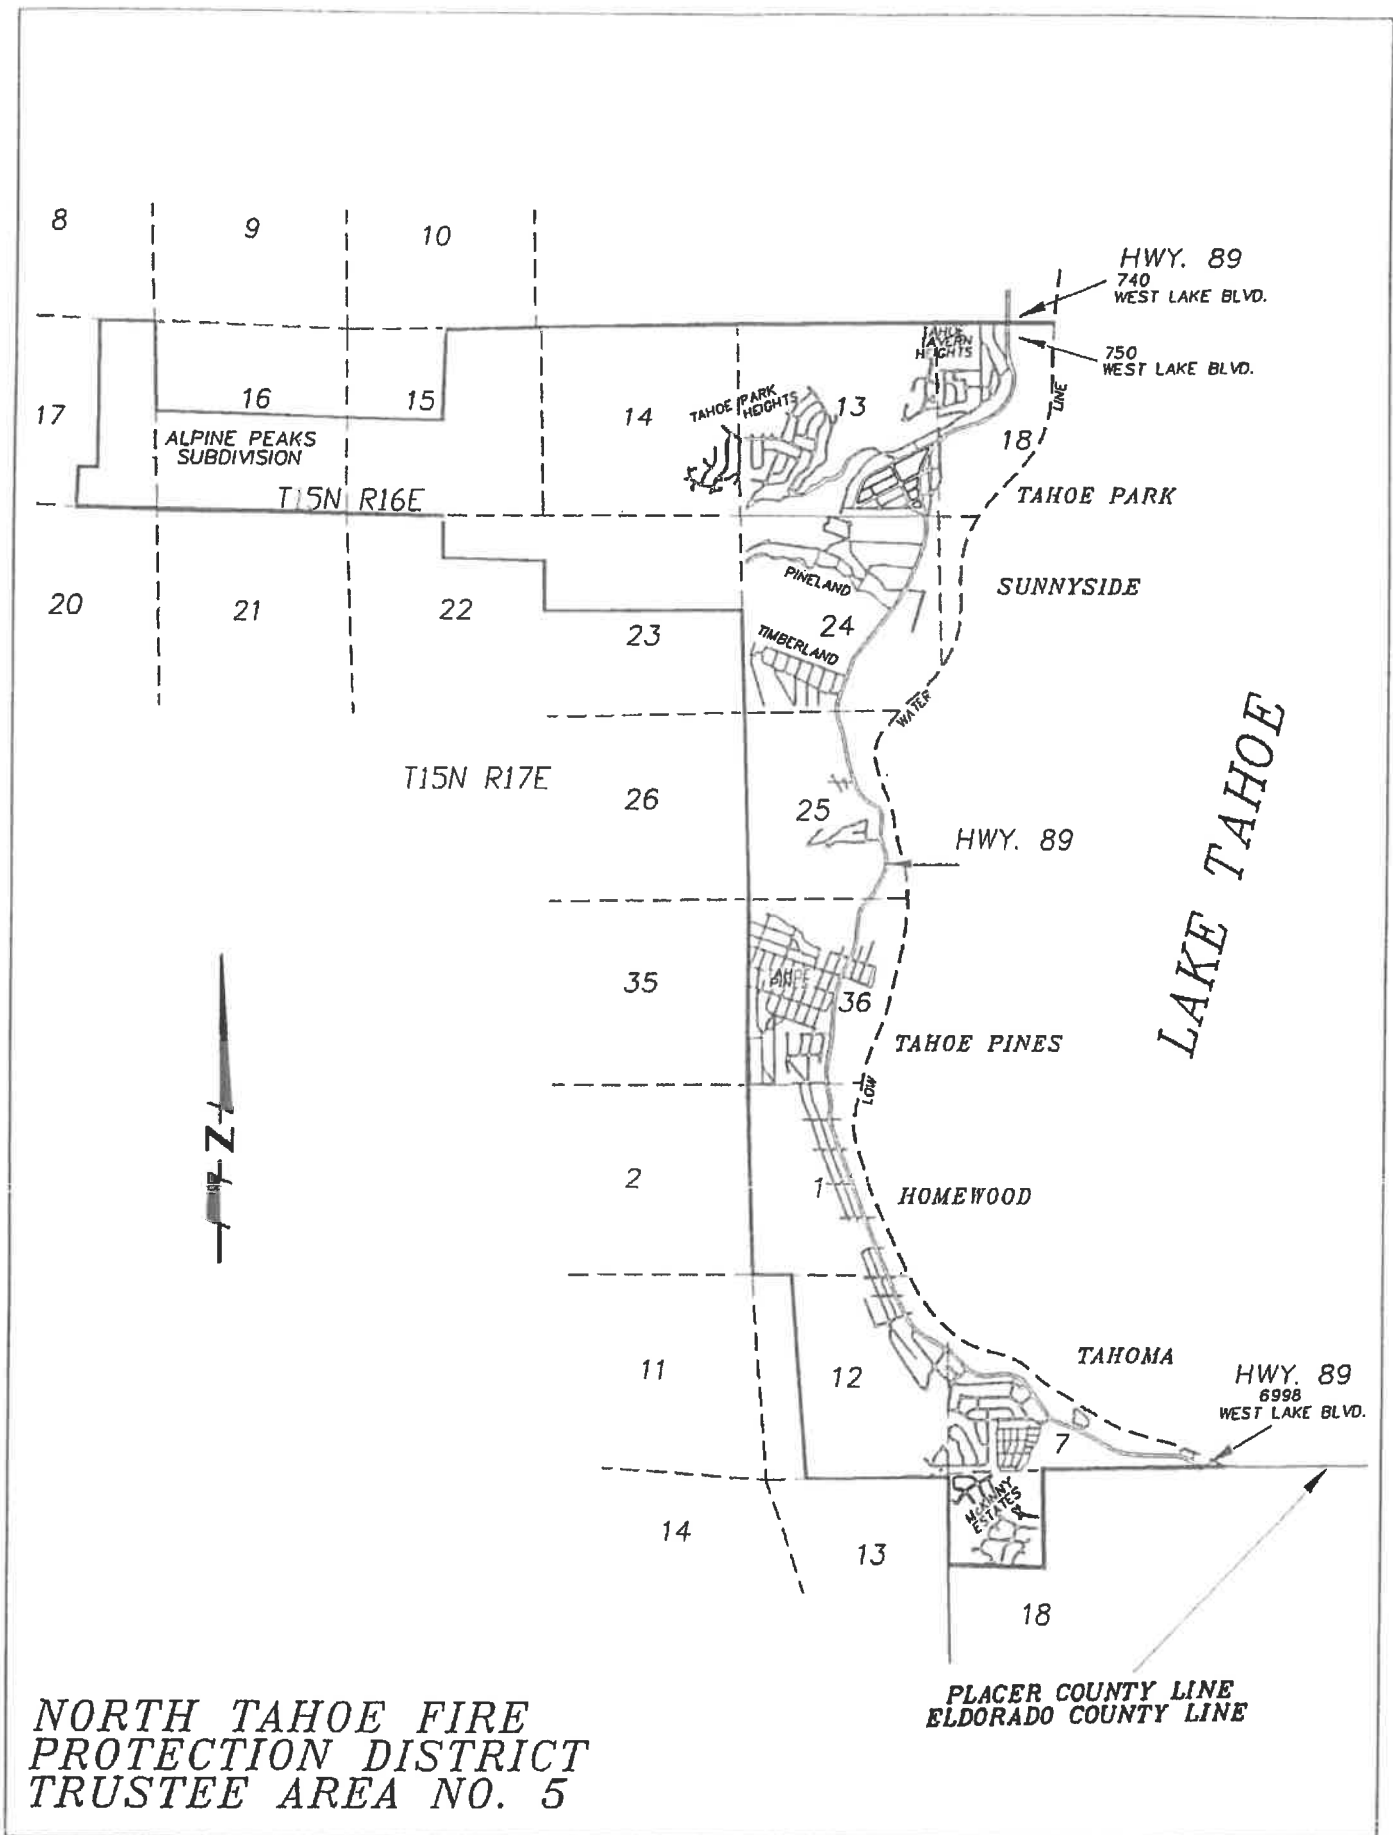 8
9
10
HWY. 89
740
WEST LAKE BLVD.
750
WEST LAKE BLVD.
HEIGHTS
LINE
17
16
15
14
TAHOE PARK
HEIGHTS
13
18
ALPINE PEAKS
SUBDIVISION
T15N R16E
TAHOE PARK
SUNNYSIDE
PINELAND
20
21
22
23
24
TIMBERLAND
WATER
LAKE TAHOE
T15N R17E
26
25
HWY. 89
35
36
TAHOE PINES
LOW
N
2
1
HOMEWOOD
TAHOMA
11
12
HWY. 89
6998
WEST LAKE BLVD.
7
MCKINNY
ESTATES
14
13
18
PLACER COUNTY LINE
ELDORADO COUNTY LINE
NORTH TAHOE FIRE
PROTECTION DISTRICT
TRUSTEE AREA NO. 5